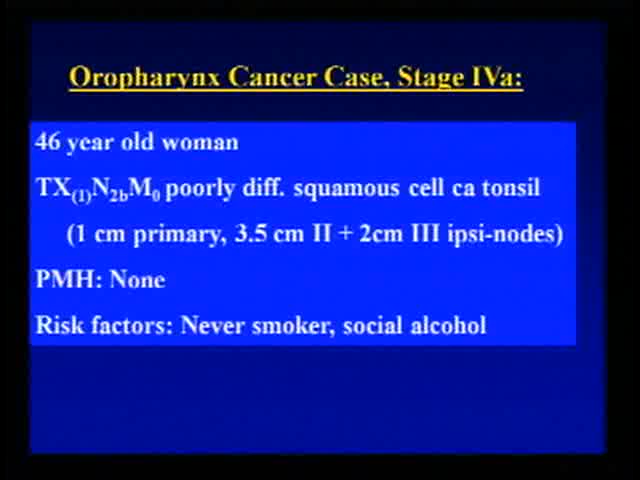 Oropharynx Cancer Case, Stage IVa:
46 year old woman
TX(1)N2bM0 poorly diff. squamous cell ca tonsil
(1 cm primary, 3.5 cm II + 2cm III ipsi-nodes)
PMH: None
Risk factors: Never smoker, social alcohol